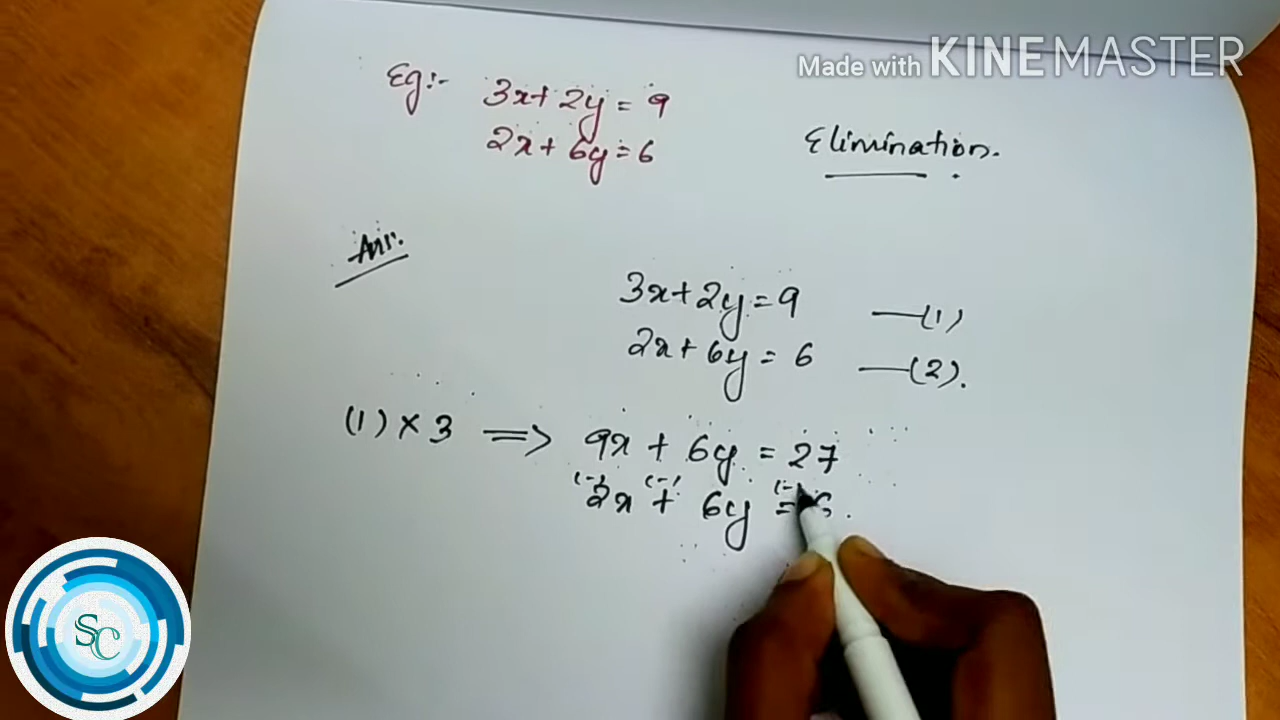 Made with KINEMASTER
Eg:- 3x + 2y = 9
2x + 6y = 6
Elimination.
Ans.
3x + 2y = 9 —(1)
2x + 6y = 6 —(2).
(1) × 3 ⟹ 9x + 6y = 27
(-) (-) (-)
2x + 6y = 6.
SC